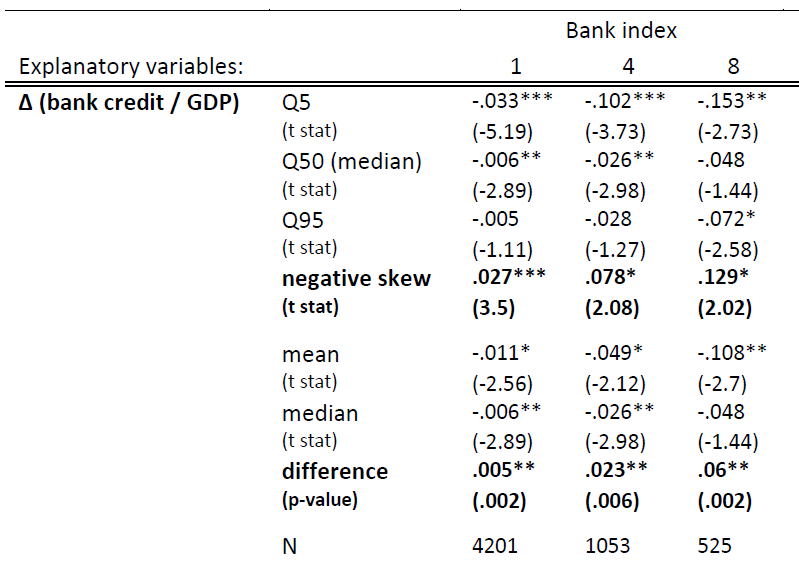 Bank index
Explanatory variables: 1 4 8
Δ (bank credit / GDP) Q5 -.033*** -.102*** -.153**
(t stat) (-5.19) (-3.73) (-2.73)
Q50 (median) -.006** -.026** -.048
(t stat) (-2.89) (-2.98) (-1.44)
Q95 -.005 -.028 -.072*
(t stat) (-1.11) (-1.27) (-2.58)
negative skew .027*** .078* .129*
(t stat) (3.5) (2.08) (2.02)
mean -.011* -.049* -.108**
(t stat) (-2.56) (-2.12) (-2.7)
median -.006** -.026** -.048
(t stat) (-2.89) (-2.98) (-1.44)
difference .005** .023** .06**
(p-value) (.002) (.006) (.002)
N 4201 1053 525